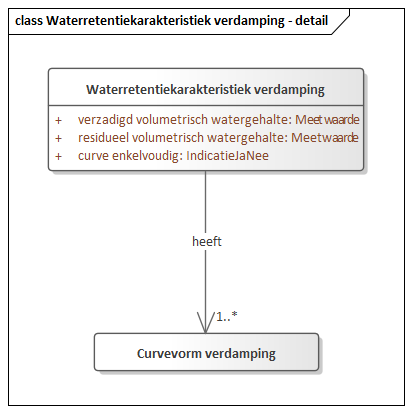 class Waterretentiekarakteristiek verdamping - detail
Waterretentiekarakteristiek verdamping
+ verzadigd volumetrisch watergehalte: Meetwaarde
+ residueel volumetrisch watergehalte: Meetwaarde
+ curve enkelvoudig: IndicatieJaNee
heeft
1..*
Curvevorm verdamping